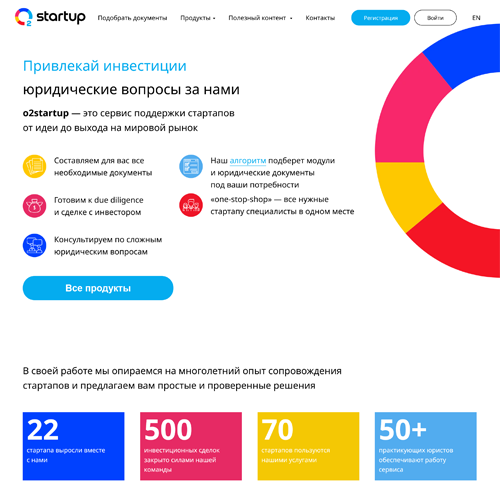 O2 startup
Подобрать документы
Продукты
Полезный контент
Контакты
Регистрация
Войти
EN
Привлекай инвестиции
юридические вопросы за нами
o2startup — это сервис поддержки стартапов
от идеи до выхода на мировой рынок
Составляем для вас все
необходимые документы
Наш алгоритм подберет модули
и юридические документы
под ваши потребности
Готовим к due diligence
и сделке с инвестором
«one-stop-shop» — все нужные
стартапу специалисты в одном месте
Консультируем по сложным
юридическим вопросам
Все продукты
В своей работе мы опираемся на многолетний опыт сопровождения
стартапов и предлагаем вам простые и проверенные решения
22
стартапа выросли вместе
с нами
500
инвестиционных сделок
закрыто силами нашей
команды
70
стартапов пользуются
нашими услугами
50+
практикующих юристов
обеспечивают работу
сервиса